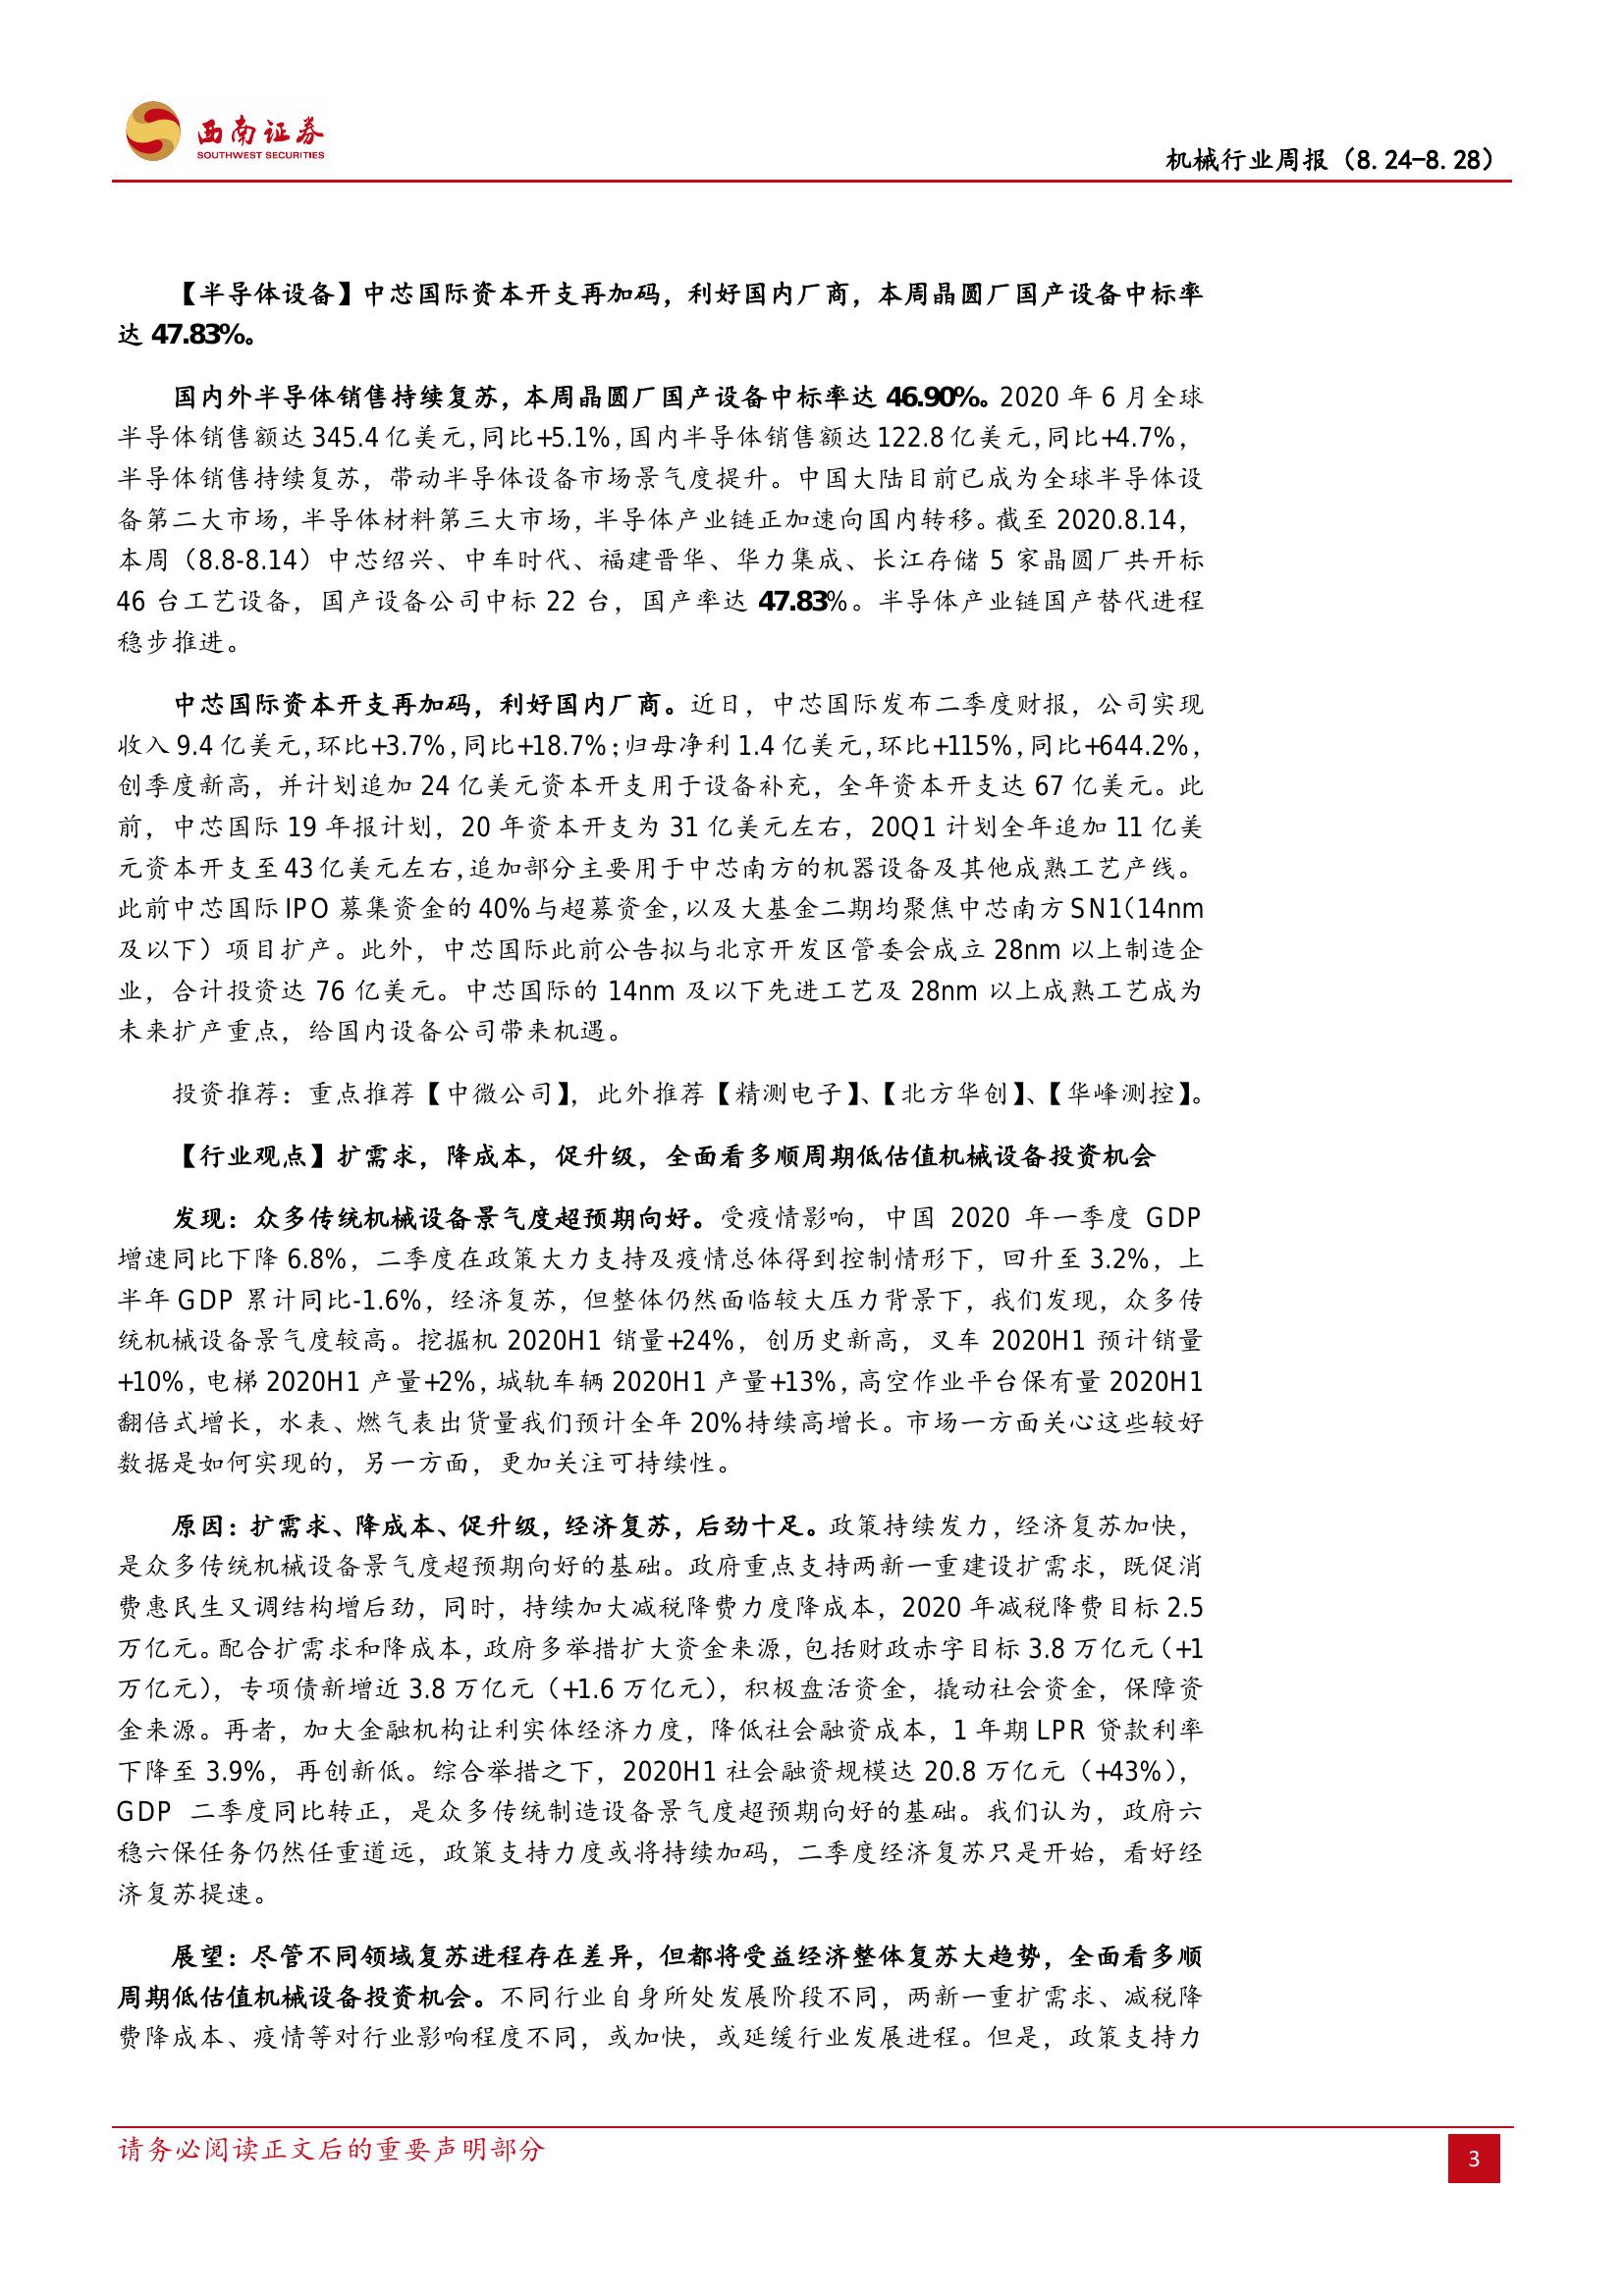 西南证券
SOUTHWEST SECURITIES
机械行业周报（8.24-8.28）
【半导体设备】中芯国际资本开支再加码，利好国内厂商，本周晶圆厂国产设备中标率
达 47.83%。
国内外半导体销售持续复苏，本周晶圆厂国产设备中标率达 46.90%。2020 年 6 月全球
半导体销售额达 345.4 亿美元，同比+5.1%，国内半导体销售额达 122.8 亿美元，同比+4.7%，
半导体销售持续复苏，带动半导体设备市场景气度提升。中国大陆目前已成为全球半导体设
备第二大市场，半导体材料第三大市场，半导体产业链正加速向国内转移。截至 2020.8.14，
本周（8.8-8.14）中芯绍兴、中车时代、福建晋华、华力集成、长江存储 5 家晶圆厂共开标
46 台工艺设备，国产设备公司中标 22 台，国产率达 47.83%。半导体产业链国产替代进程
稳步推进。
中芯国际资本开支再加码，利好国内厂商。近日，中芯国际发布二季度财报，公司实现
收入 9.4 亿美元，环比+3.7%，同比+18.7%；归母净利 1.4 亿美元，环比+115%，同比+644.2%，
创季度新高，并计划追加 24 亿美元资本开支用于设备补充，全年资本开支达 67 亿美元。此
前，中芯国际 19 年报计划，20 年资本开支为 31 亿美元左右，20Q1 计划全年追加 11 亿美
元资本开支至 43 亿美元左右，追加部分主要用于中芯南方的机器设备及其他成熟工艺产线。
此前中芯国际 IPO 募集资金的 40%与超募资金，以及大基金二期均聚焦中芯南方 SN1（14nm
及以下）项目扩产。此外，中芯国际此前公告拟与北京开发区管委会成立 28nm 以上制造企
业，合计投资达 76 亿美元。中芯国际的 14nm 及以下先进工艺及 28nm 以上成熟工艺成为
未来扩产重点，给国内设备公司带来机遇。
投资推荐：重点推荐【中微公司】，此外推荐【精测电子】、【北方华创】、【华峰测控】。
【行业观点】扩需求，降成本，促升级，全面看多顺周期低估值机械设备投资机会
发现：众多传统机械设备景气度超预期向好。受疫情影响，中国 2020 年一季度 GDP
增速同比下降 6.8%，二季度在政策大力支持及疫情总体得到控制情形下，回升至 3.2%，上
半年 GDP 累计同比-1.6%，经济复苏，但整体仍然面临较大压力背景下，我们发现，众多传
统机械设备景气度较高。挖掘机 2020H1 销量+24%，创历史新高，叉车 2020H1 预计销量
+10%，电梯 2020H1 产量+2%，城轨车辆 2020H1 产量+13%，高空作业平台保有量 2020H1
翻倍式增长，水表、燃气表出货量我们预计全年 20%持续高增长。市场一方面关心这些较好
数据是如何实现的，另一方面，更加关注可持续性。
原因：扩需求、降成本、促升级，经济复苏，后劲十足。政策持续发力，经济复苏加快，
是众多传统机械设备景气度超预期向好的基础。政府重点支持两新一重建设扩需求，既促消
费惠民生又调结构增后劲，同时，持续加大减税降费力度降成本，2020 年减税降费目标 2.5
万亿元。配合扩需求和降成本，政府多举措扩大资金来源，包括财政赤字目标 3.8 万亿元（+1
万亿元），专项债新增近 3.8 万亿元（+1.6 万亿元），积极盘活资金，撬动社会资金，保障资
金来源。再者，加大金融机构让利实体经济力度，降低社会融资成本，1 年期 LPR 贷款利率
下降至 3.9%，再创新低。综合举措之下，2020H1 社会融资规模达 20.8 万亿元（+43%），
GDP 二季度同比转正，是众多传统制造设备景气度超预期向好的基础。我们认为，政府六
稳六保任务仍然任重道远，政策支持力度或将持续加码，二季度经济复苏只是开始，看好经
济复苏提速。
展望：尽管不同领域复苏进程存在差异，但都将受益经济整体复苏大趋势，全面看多顺
周期低估值机械设备投资机会。不同行业自身所处发展阶段不同，两新一重扩需求、减税降
费降成本、疫情等对行业影响程度不同，或加快，或延缓行业发展进程。但是，政策支持力
请务必阅读正文后的重要声明部分
3